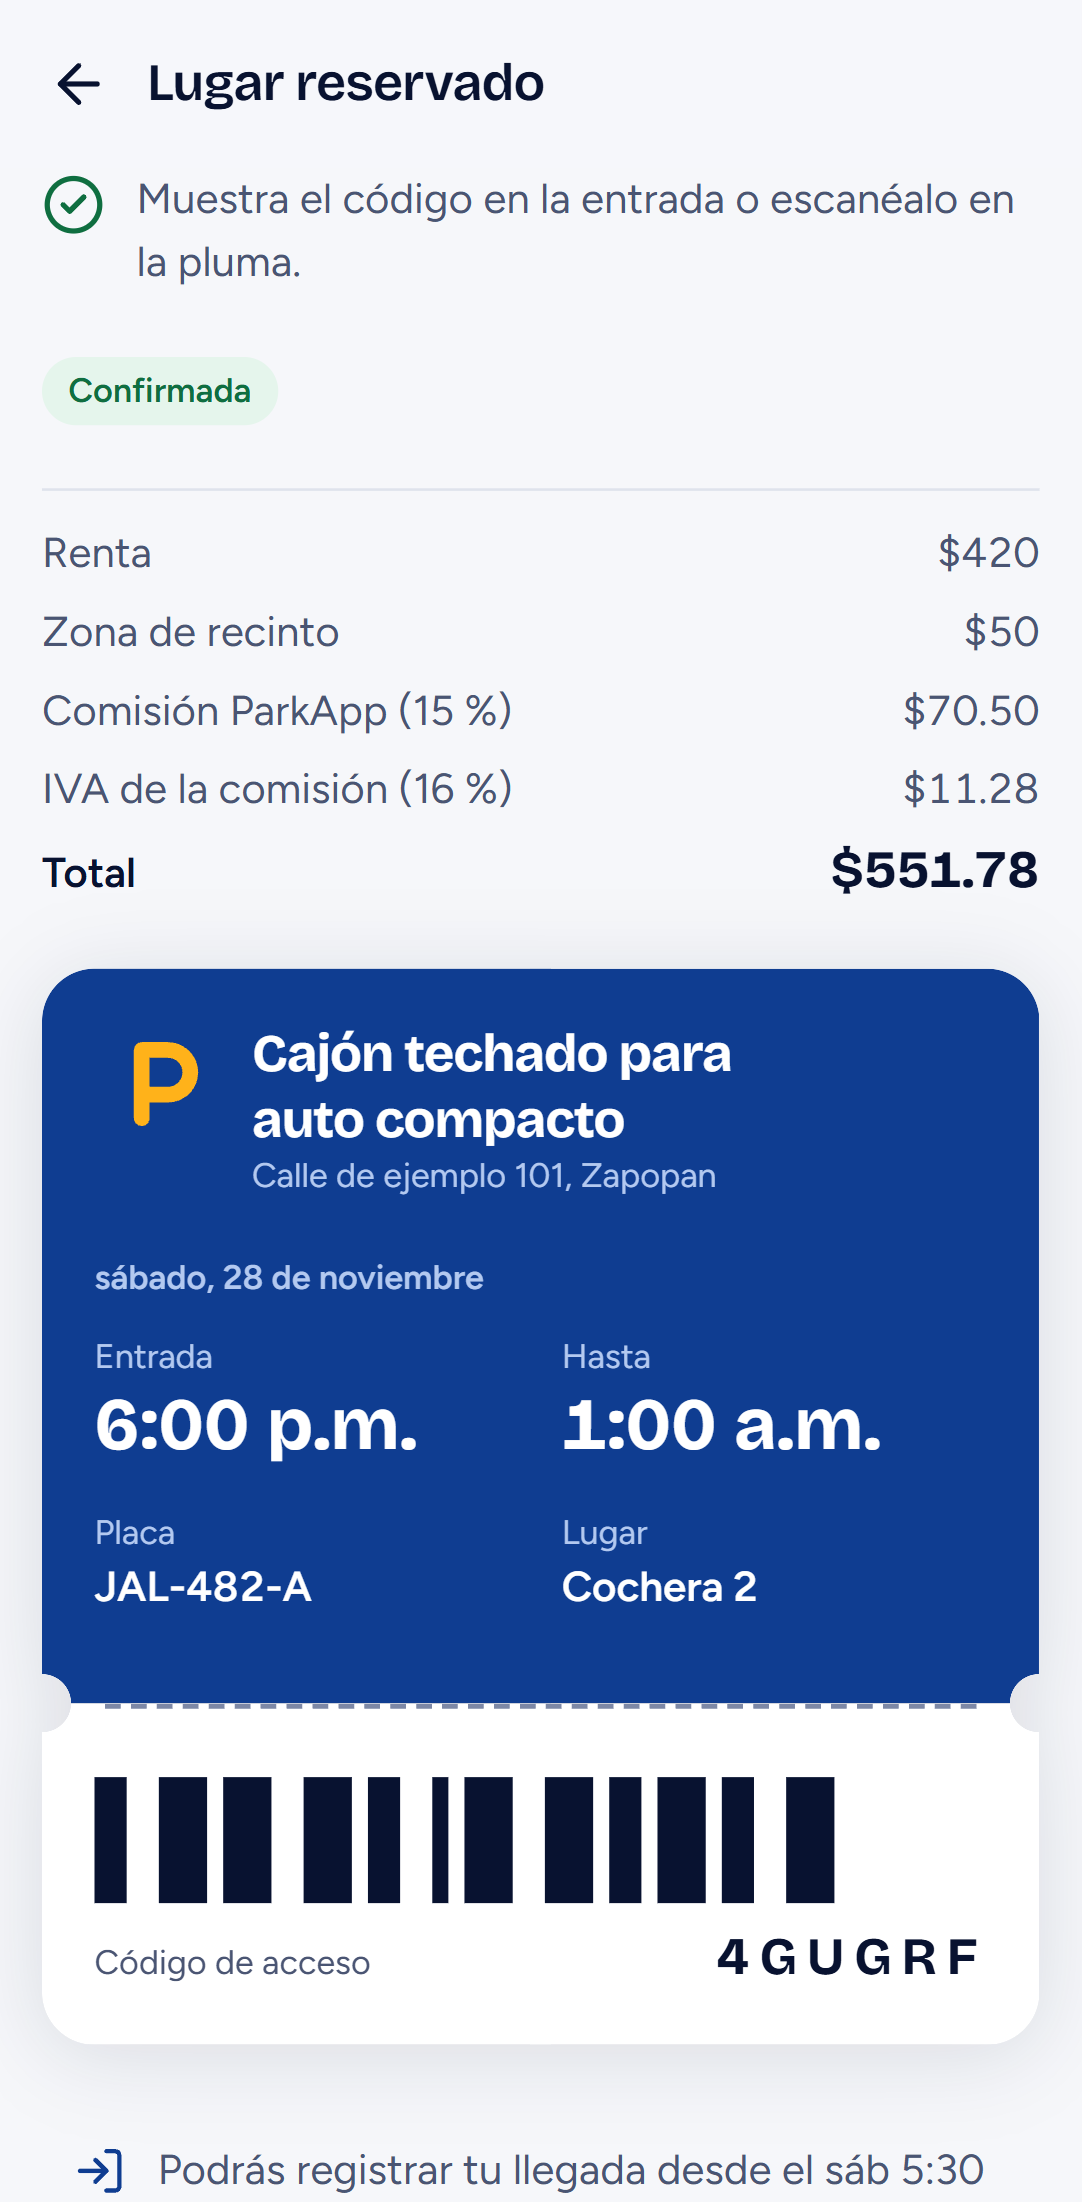 Lugar reservado
Muestra el código en la entrada o escanéalo en
la pluma.
Confirmada
Renta $420
Zona de recinto $50
Comisión ParkApp (15 %) $70.50
IVA de la comisión (16 %) $11.28
Total $551.78
P
Cajón techado para
auto compacto
Calle de ejemplo 101, Zapopan
sábado, 28 de noviembre
Entrada Hasta
6:00 p.m. 1:00 a.m.
Placa Lugar
JAL-482-A Cochera 2
Código de acceso 4GUGRF
Podrás registrar tu llegada desde el sáb 5:30